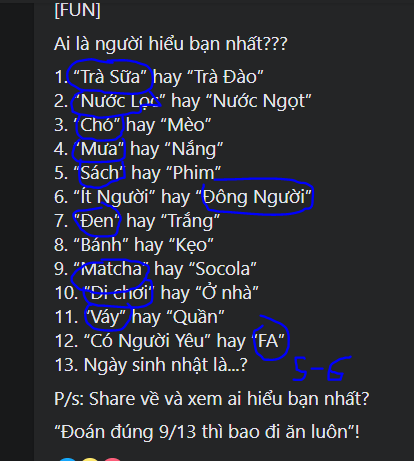 [FUN]
Ai là người hiểu bạn nhất???
1. “Trà Sữa” hay “Trà Đào”
2. “Nước Lọc” hay “Nước Ngọt”
3. “Chó” hay “Mèo”
4. “Mưa” hay “Nắng”
5. “Sách” hay “Phim”
6. “Ít Người” hay “Đông Người”
7. “Đen” hay “Trắng”
8. “Bánh” hay “Kẹo”
9. “Matcha” hay “Socola”
10. “Đi chơi” hay “Ở nhà”
11. “Váy” hay “Quần”
12. “Có Người Yêu” hay “FA”
13. Ngày sinh nhật là...? 5-6
P/s: Share về và xem ai hiểu bạn nhất?
“Đoán đúng 9/13 thì bao đi ăn luôn”!